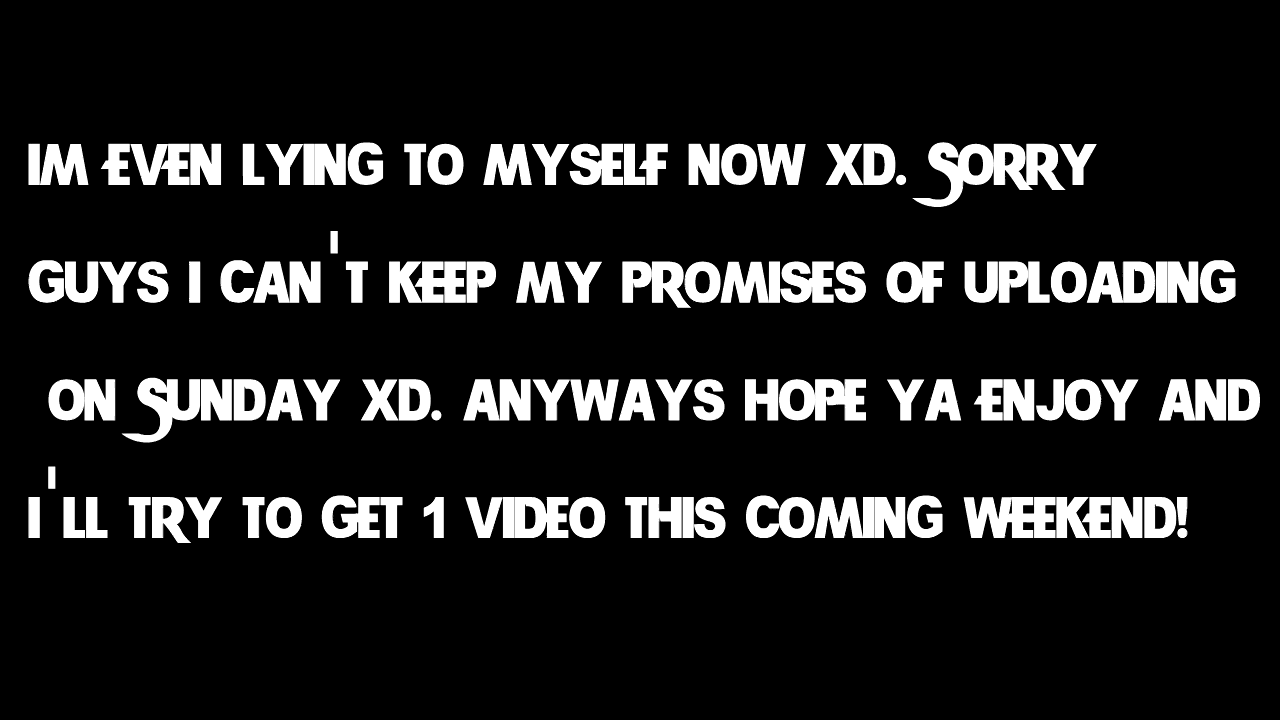 IM EVEN LYING TO MYSELF NOW XD. SORRY
GUYS I CAN'T KEEP MY PROMISES OF UPLOADING
ON SUNDAY XD. ANYWAYS HOPE YA ENJOY AND
I'LL TRY TO GET 1 VIDEO THIS COMING WEEKEND!